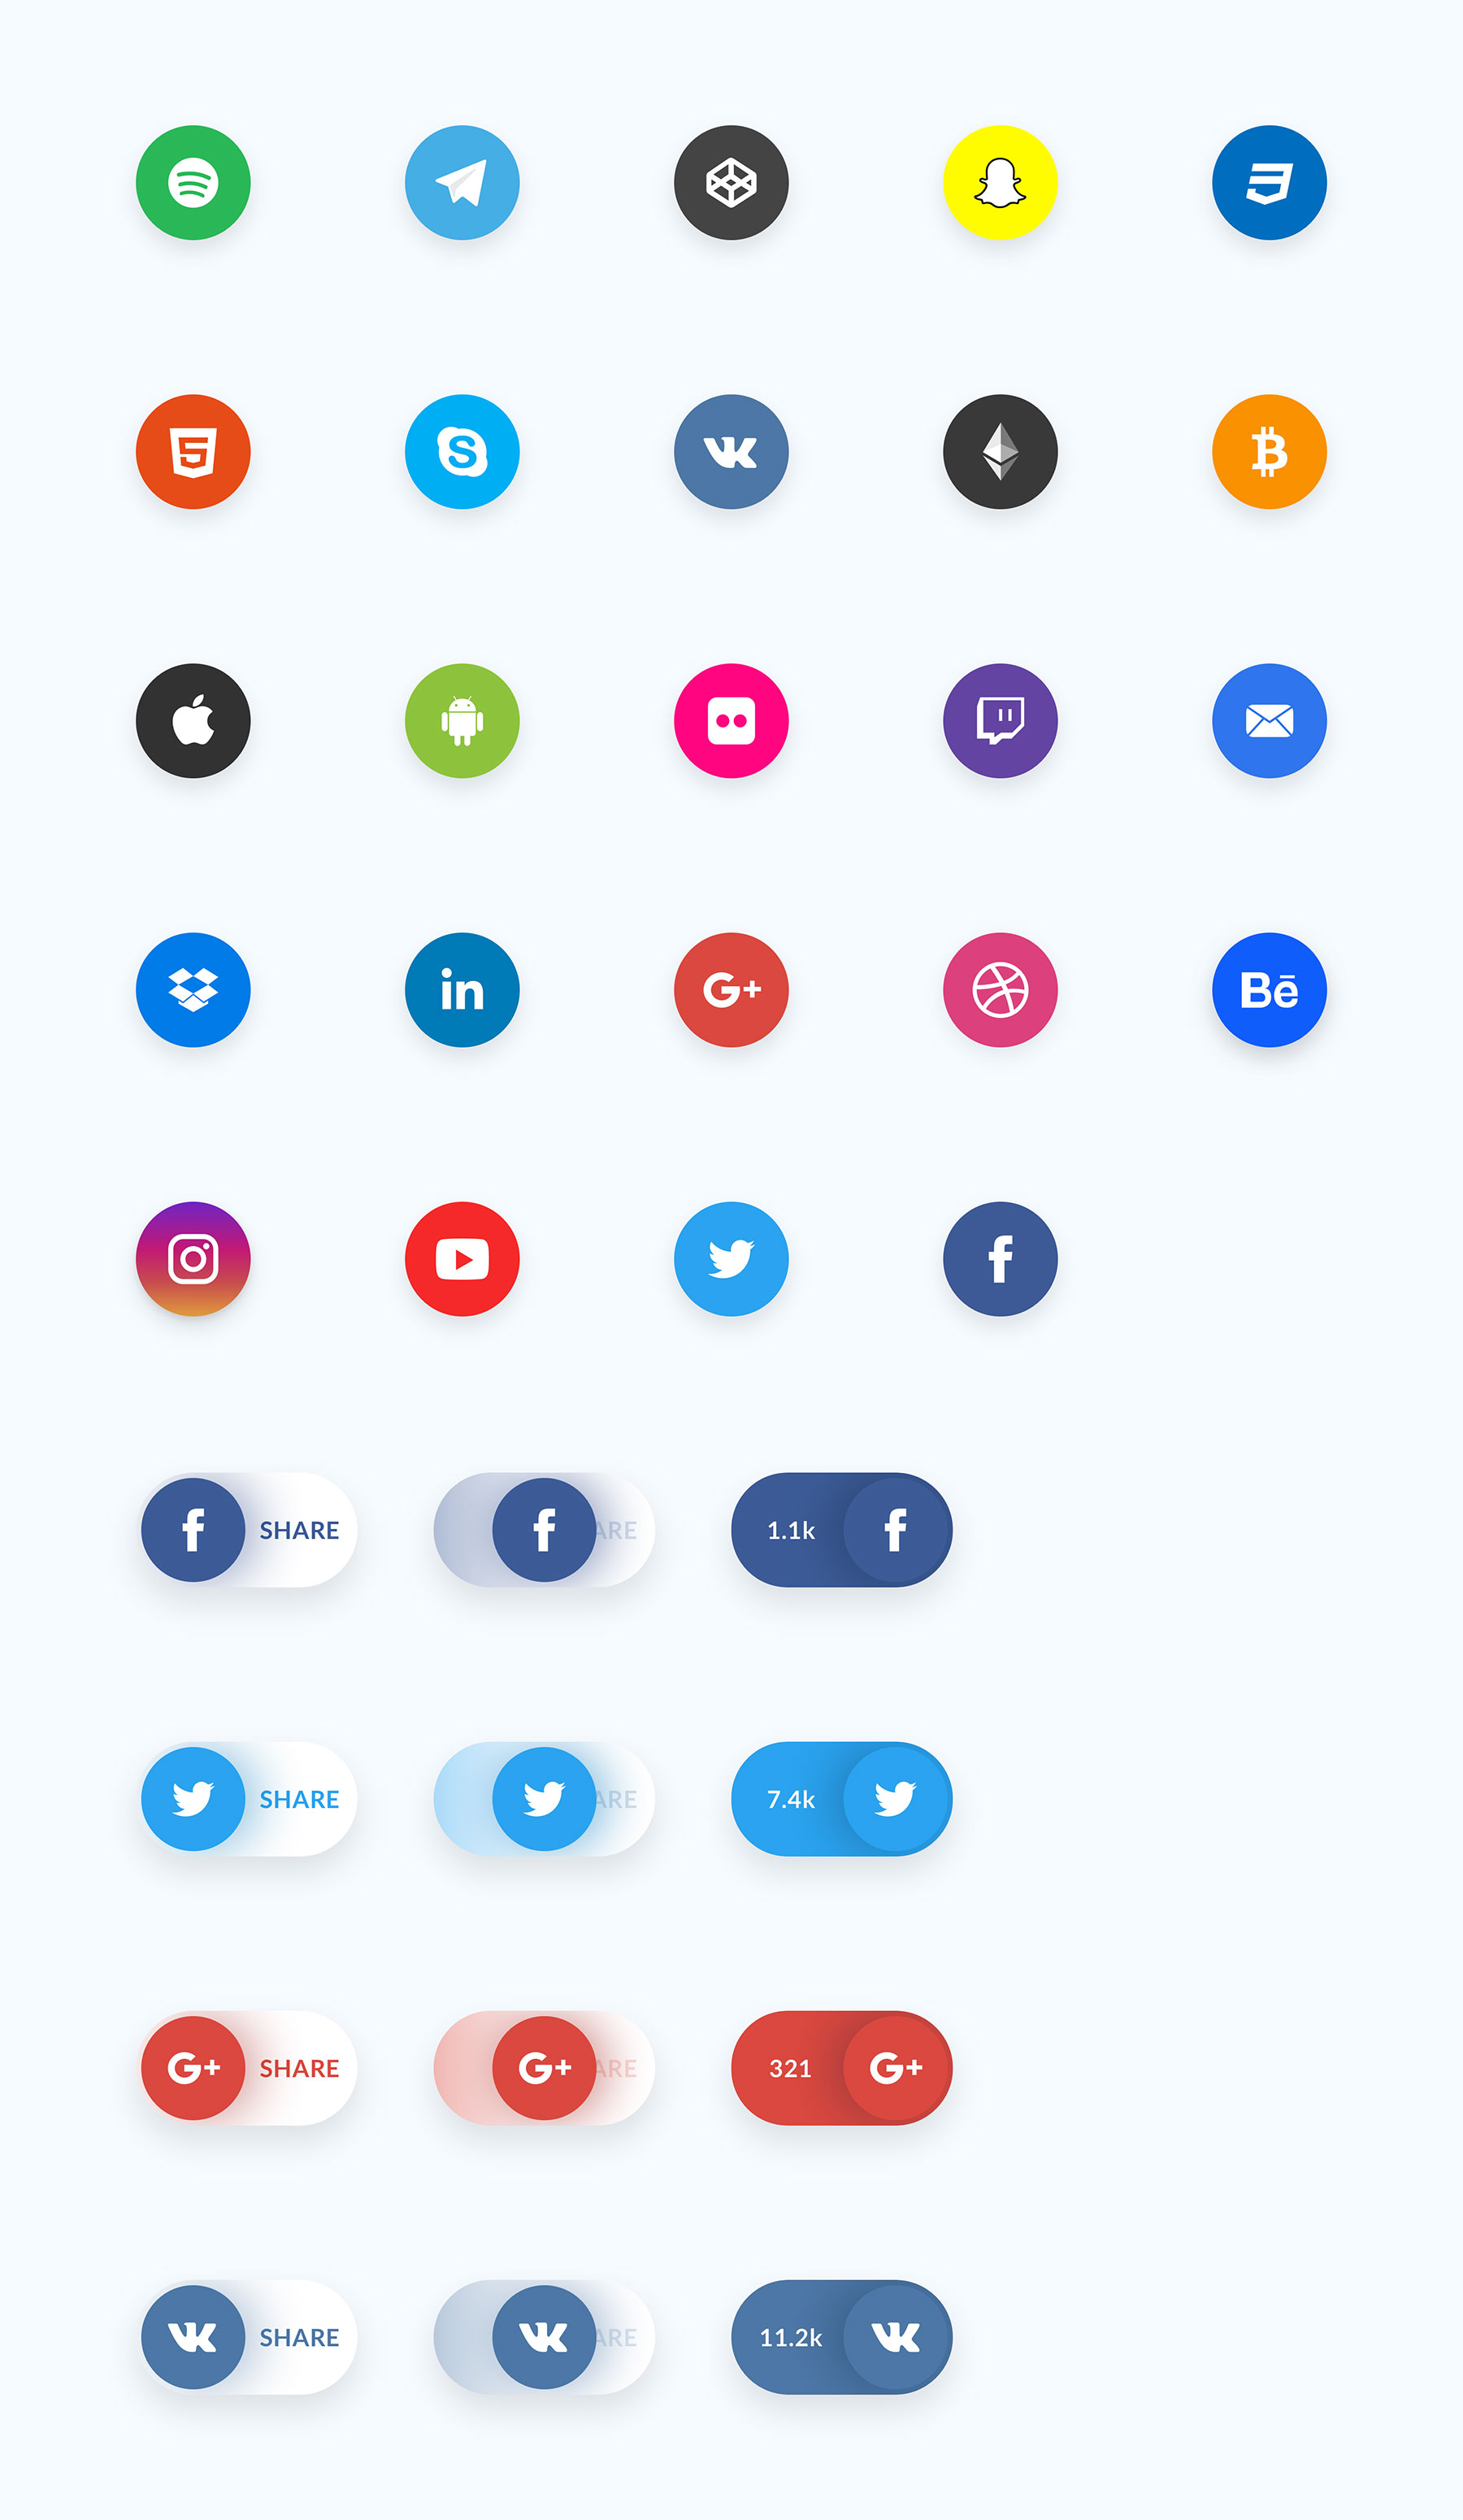 in
G+
Bē
f
f SHARE
f ARE
1.1k f
SHARE
ARE
7.4k
G+ SHARE
G+ ARE
321 G+
SHARE
ARE
11.2k